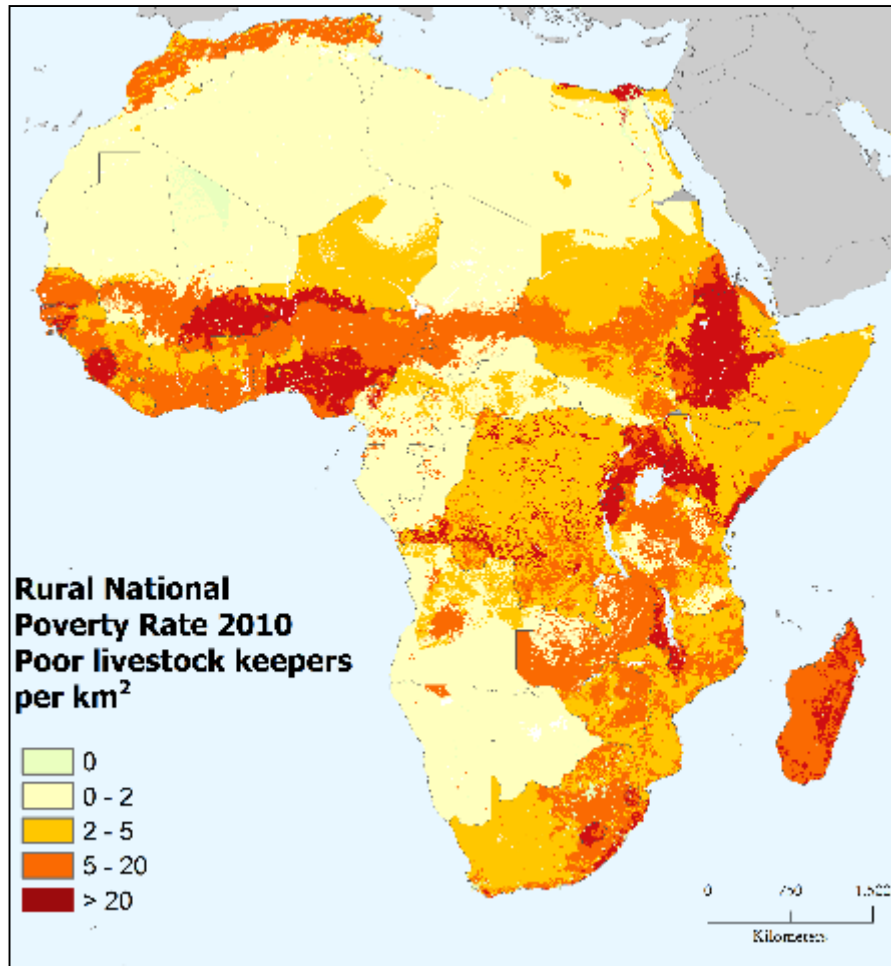 Rural National
Poverty Rate 2010
Poor livestock keepers
per km²
0
0 - 2
2 - 5
5 - 20
> 20
0 750 1,500
Kilometers